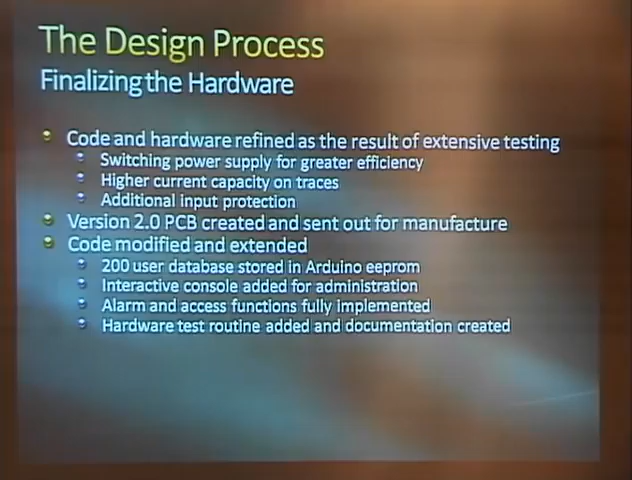 The Design Process
Finalizing the Hardware
Code and hardware refined as the result of extensive testing
Switching power supply for greater efficiency
Higher current capacity on traces
Additional input protection
Version 2.0 PCB created and sent out for manufacture
Code modified and extended
200 user database stored in Arduino eeprom
Interactive console added for administration
Alarm and access functions fully implemented
Hardware test routine added and documentation created